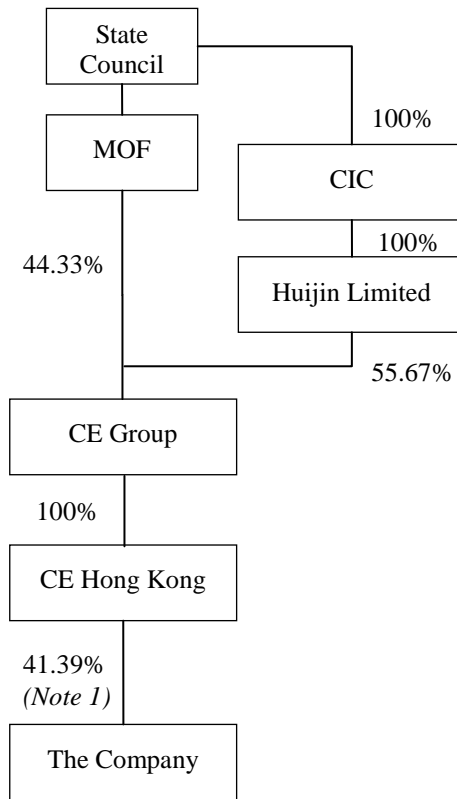 State
Council
100%
MOF
CIC
100%
44.33%
Huijin Limited
55.67%
CE Group
100%
CE Hong Kong
41.39%
(Note 1)
The Company